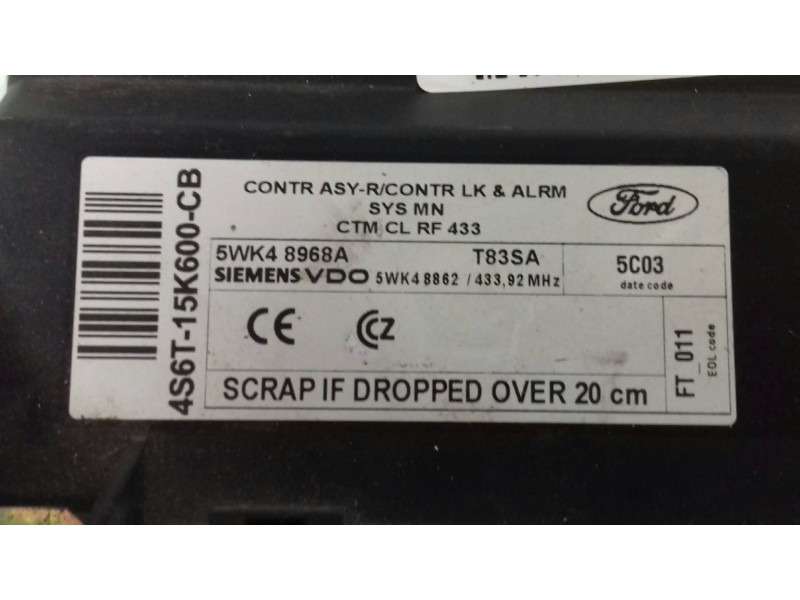 CONTR ASY-R/CONTR LK & ALRM
SYS MN
CTM CL RF 433
Ford
5WK4 8968A T83SA
SIEMENS VDO 5WK4 8862 / 433,92 MHz
5C03
date code
CE CZ
SCRAP IF DROPPED OVER 20 cm
FT_011
EOL code
4S6T-15K600-CB